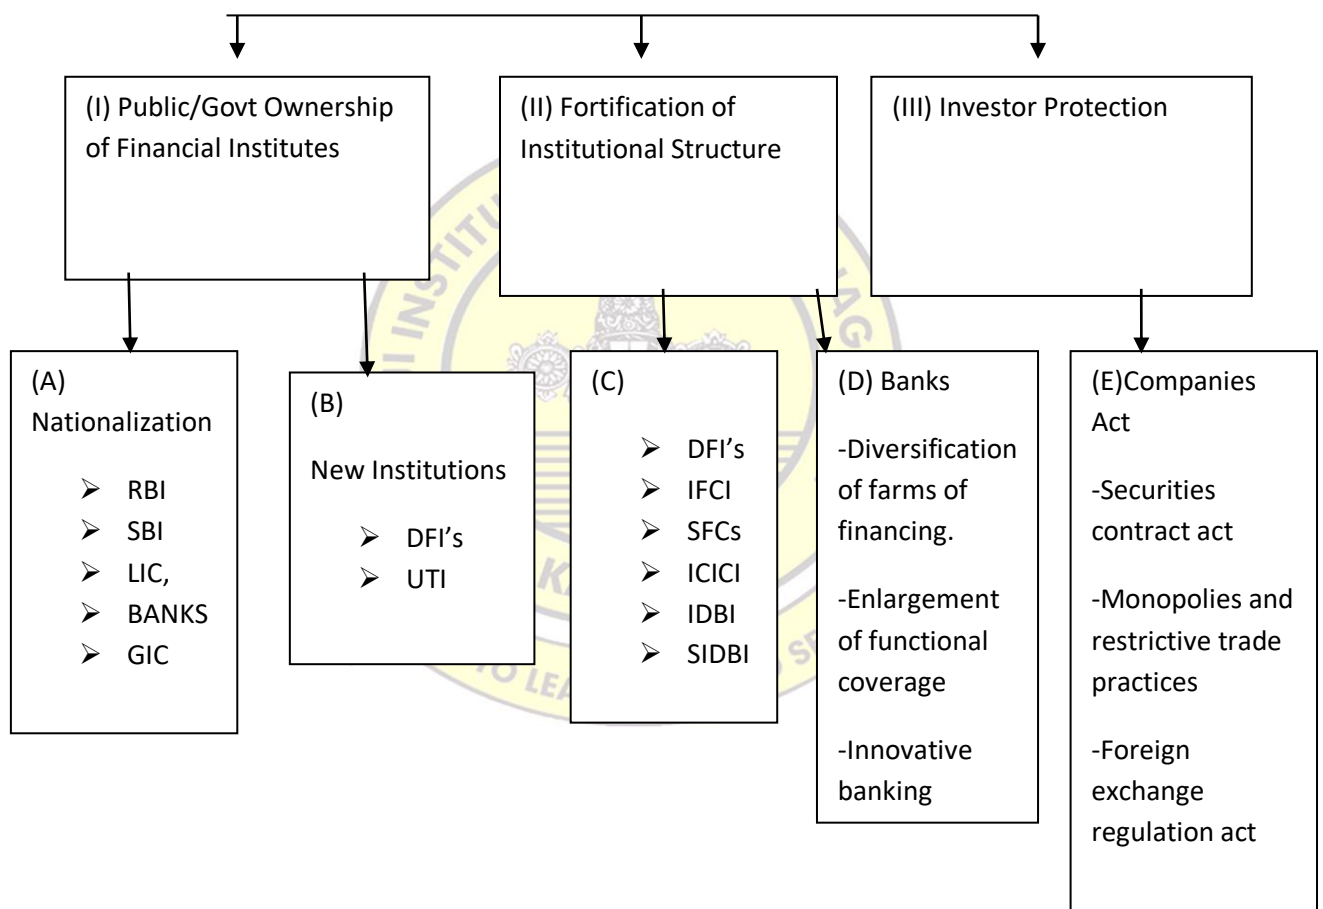 (I) Public/Govt Ownership
of Financial Institutes
(II) Fortification of
Institutional Structure
(III) Investor Protection
(A)
Nationalization
RBI
SBI
LIC,
BANKS
GIC
(B)
New Institutions
DFI’s
UTI
(C)
DFI’s
IFCI
SFCs
ICICI
IDBI
SIDBI
(D) Banks
-Diversification
of farms of
financing.
-Enlargement
of functional
coverage
-Innovative
banking
(E)Companies
Act
-Securities
contract act
-Monopolies and
restrictive trade
practices
-Foreign
exchange
regulation act